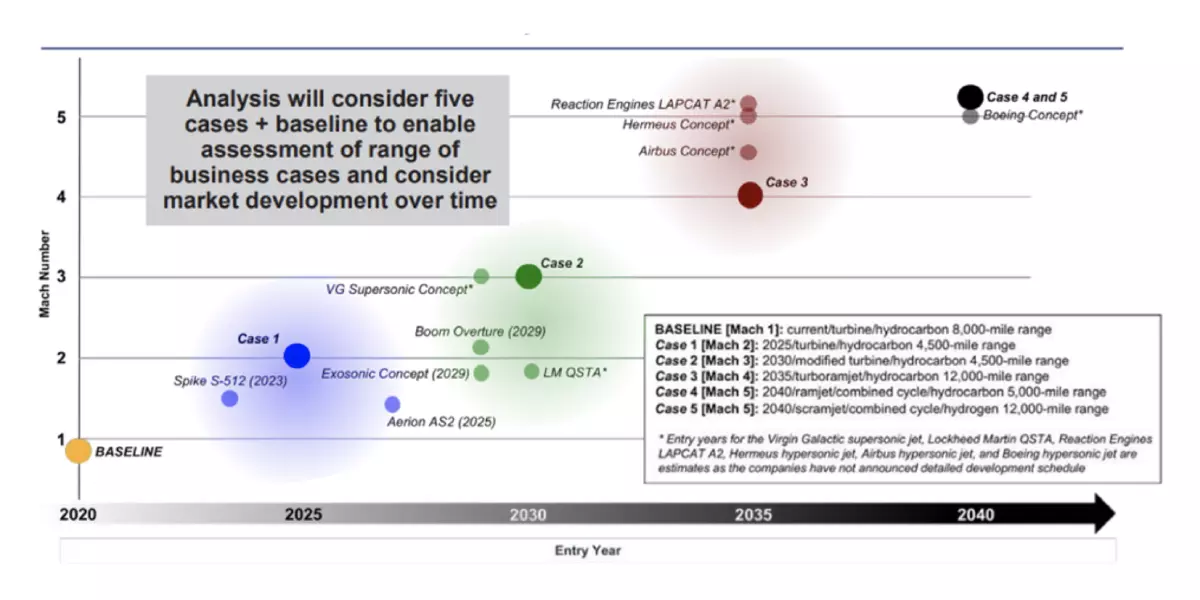 Analysis will consider five
cases + baseline to enable
assessment of range of
business cases and consider
market development over time
Mach Number
5
4
3
2
1
Reaction Engines LAPCAT A2*
Hermeus Concept*
Airbus Concept*
Case 3
Case 4 and 5
Boeing Concept*
Case 2
VG Supersonic Concept*
Boom Overture (2029)
Exosonic Concept (2029)
LM QSTA*
Case 1
Spike S-512 (2023)
Aerion AS2 (2025)
BASELINE
BASELINE [Mach 1]: current/turbine/hydrocarbon 8,000-mile range
Case 1 [Mach 2]: 2025/turbine/hydrocarbon 4,500-mile range
Case 2 [Mach 3]: 2030/modified turbine/hydrocarbon 4,500-mile range
Case 3 [Mach 4]: 2035/turboramjet/hydrocarbon 12,000-mile range
Case 4 [Mach 5]: 2040/ramjet/combined cycle/hydrocarbon 5,000-mile range
Case 5 [Mach 5]: 2040/scramjet/combined cycle/hydrogen 12,000-mile range
* Entry years for the Virgin Galactic supersonic jet, Lockheed Martin QSTA, Reaction Engines
LAPCAT A2, Hermeus hypersonic jet, Airbus hypersonic jet, and Boeing hypersonic jet are
estimates as the companies have not announced detailed development schedule
2020 2025 2030 2035 2040
Entry Year